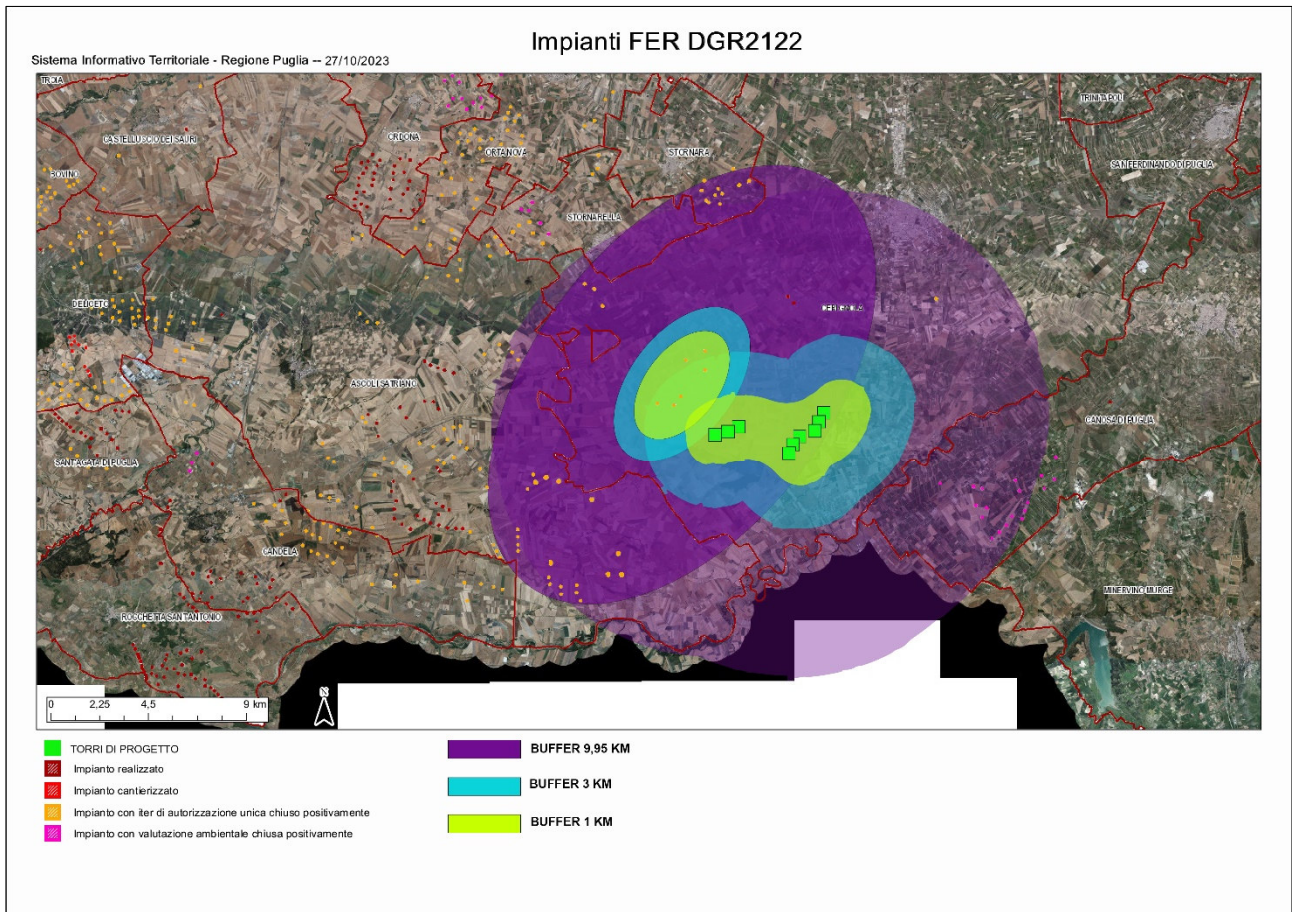 Impianti FER DGR2122
Sistema Informativo Territoriale - Regione Puglia -- 27/10/2023
TROIA
TRINITAPOLI
CASTELLUCCIO DEI SAURI
ORDONA
ORTA NOVA
STORNARA
SAN FERDINANDO DI PUGLIA
BOVINO
STORNARELLA
DELICETO
CERIGNOLA
ASCOLI SATRIANO
CANOSA DI PUGLIA
SANT'AGATA DI PUGLIA
CANDELA
MINERVINO MURGE
ROCCHETTA SANT'ANTONIO
0 2,25 4,5 9 km
N
TORRI DI PROGETTO
Impianto realizzato
Impianto cantierizzato
Impianto con iter di autorizzazione unica chiuso positivamente
Impianto con valutazione ambientale chiusa positivamente
BUFFER 9,95 KM
BUFFER 3 KM
BUFFER 1 KM